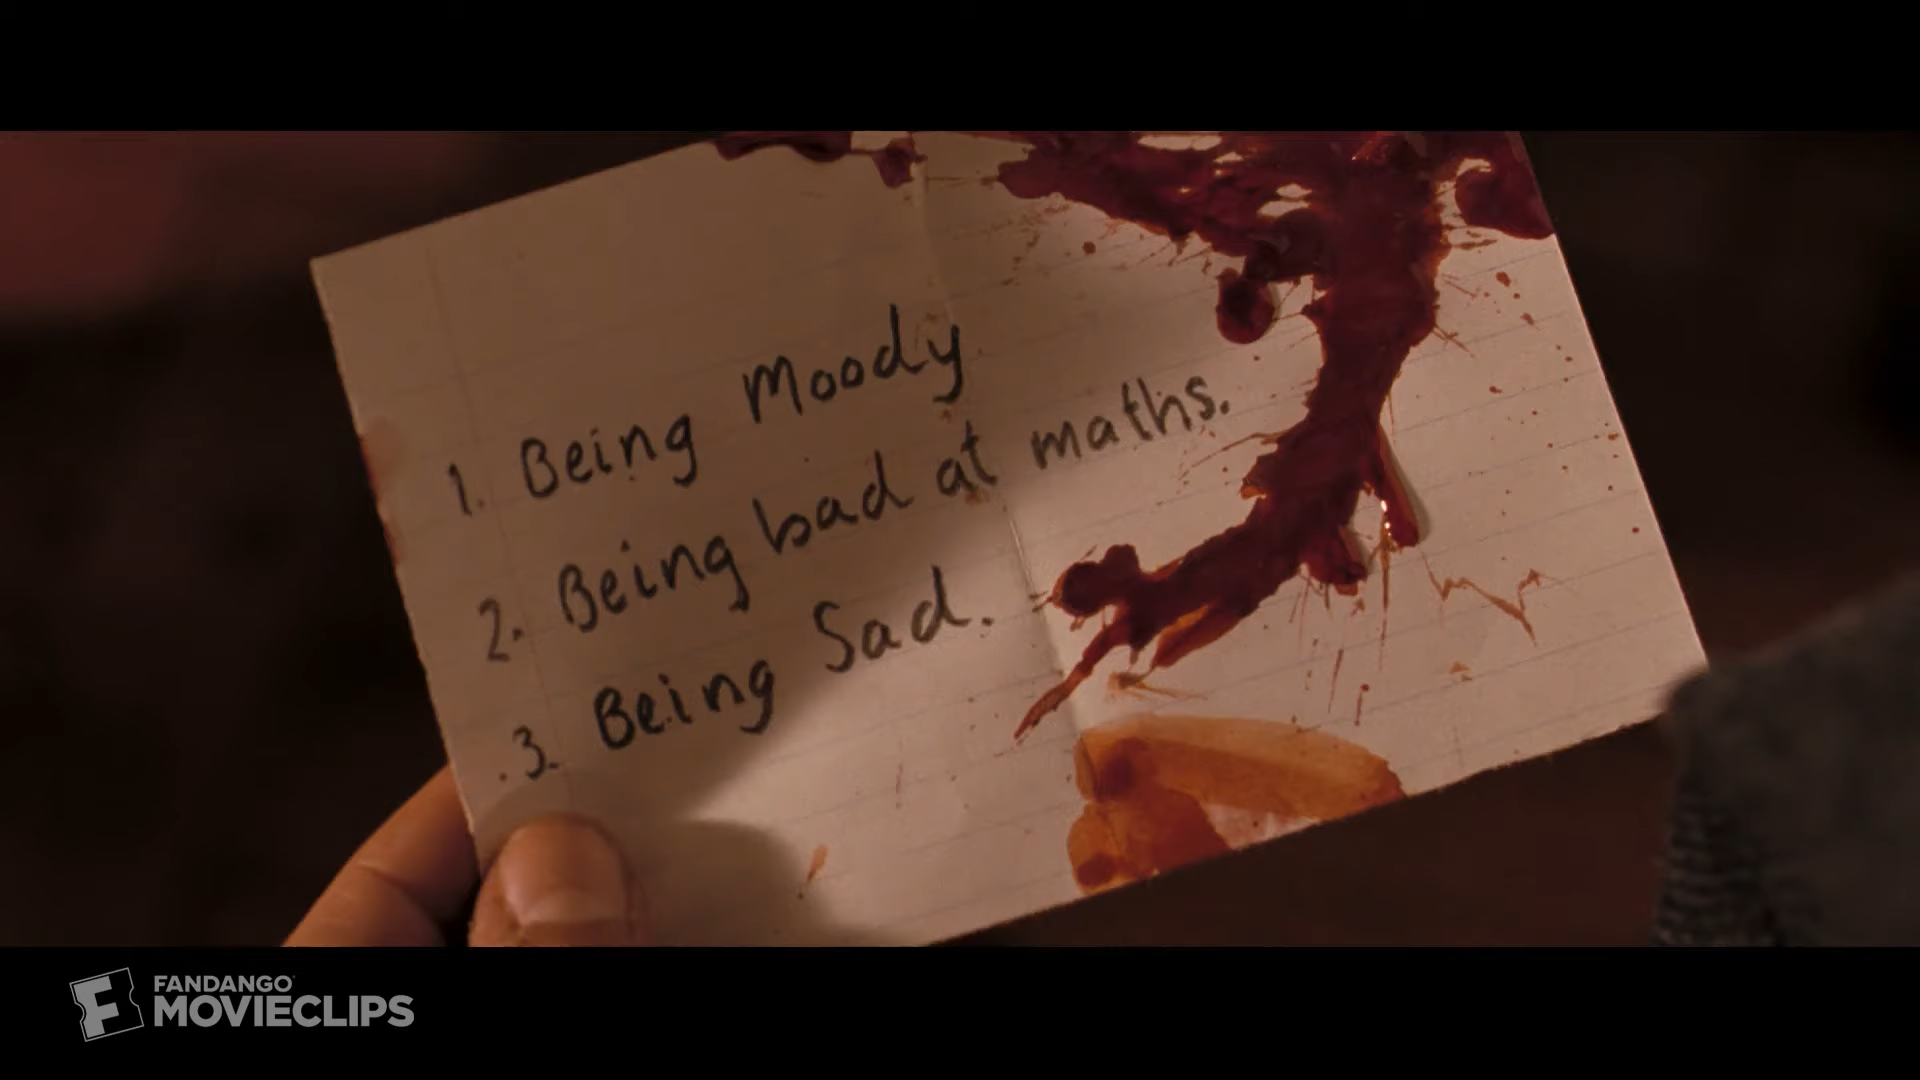 1. Being Moody
2. Being bad at maths.
3. Being Sad.
FANDANGO
MOVIECLIPS